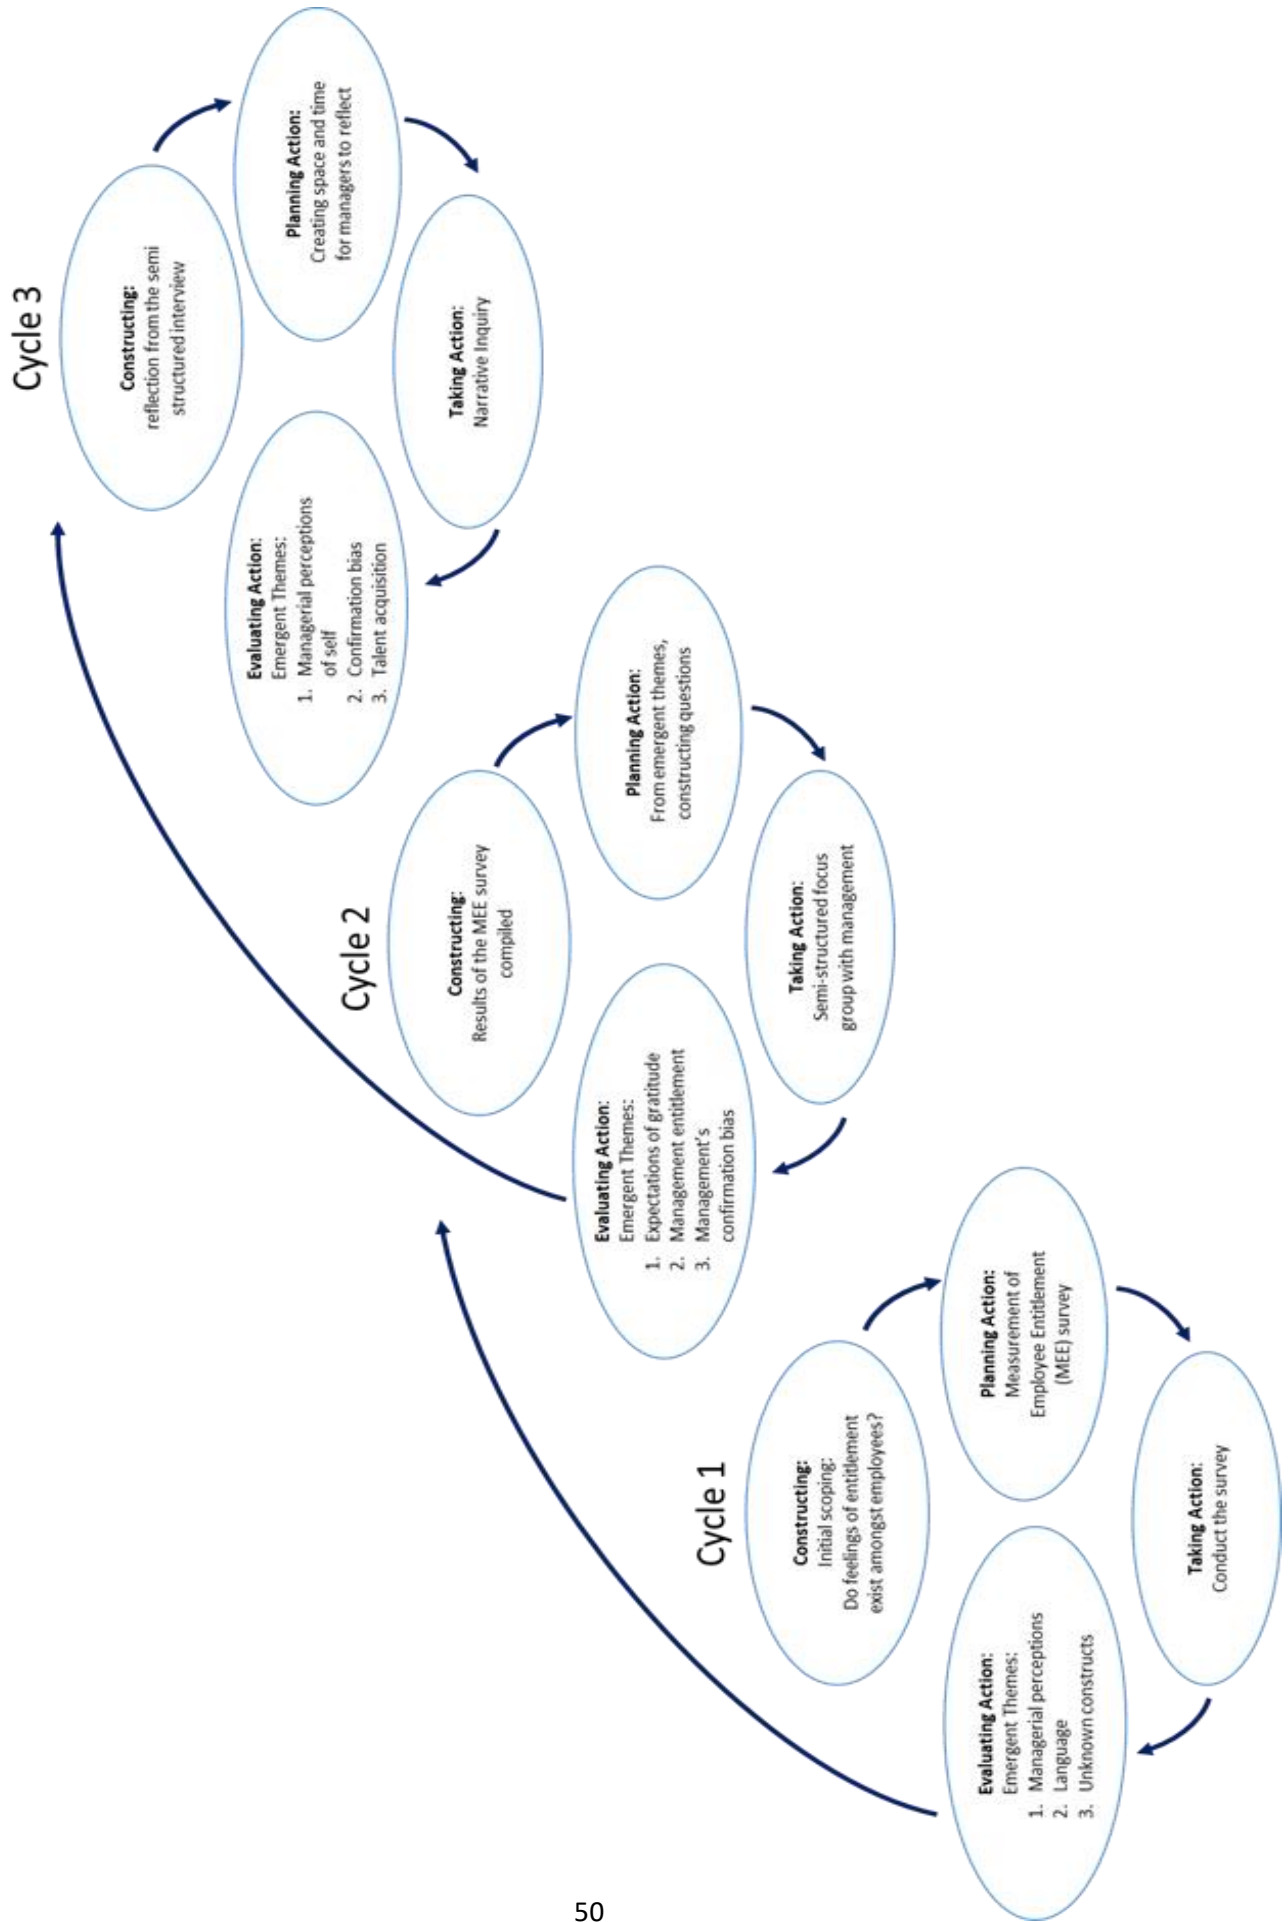 Cycle 1
Constructing:
Initial scoping:
Do feelings of entitlement
exist amongst employees?
Planning Action:
Measurement of
Employee Entitlement
(MEE) survey
Taking Action:
Conduct the survey
Evaluating Action:
Emergent Themes:
1. Managerial perceptions
2. Language
3. Unknown constructs
Cycle 2
Constructing:
Results of the MEE survey
compiled
Planning Action:
From emergent themes,
constructing questions
Taking Action:
Semi-structured focus
group with management
Evaluating Action:
Emergent Themes:
1. Expectations of gratitude
2. Management entitlement
3. Management's
confirmation bias
Cycle 3
Constructing:
reflection from the semi
structured interview
Planning Action:
Creating space and time
for managers to reflect
Taking Action:
Narrative Inquiry
Evaluating Action:
Emergent Themes:
1. Managerial perceptions
of self
2. Confirmation bias
3. Talent acquisition
50